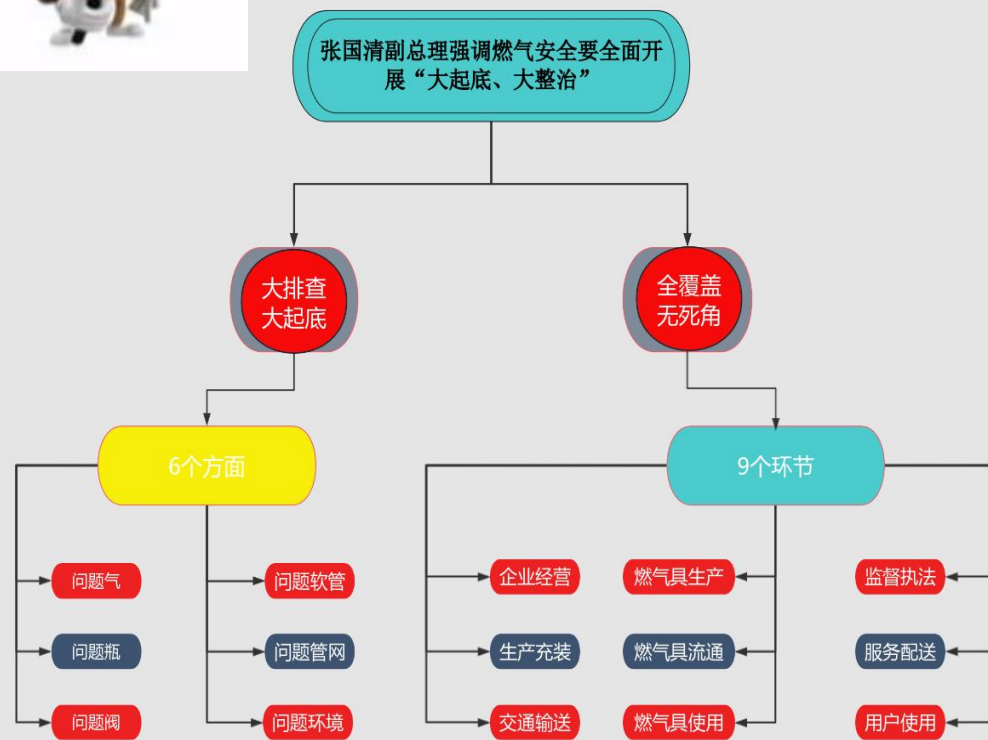 张国清副总理强调燃气安全要全面开
展“大起底、大整治”
大排查
大起底
全覆盖
无死角
6个方面
9个环节
问题气
问题软管
企业经营
燃气具生产
监督执法
问题瓶
问题管网
生产充装
燃气具流通
服务配送
问题阀
问题环境
交通输送
燃气具使用
用户使用